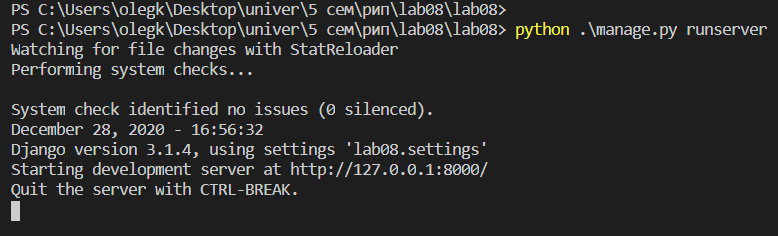 PS C:\Users\olegk\Desktop\univer\5 сем\рип\lab08\lab08>
PS C:\Users\olegk\Desktop\univer\5 сем\рип\lab08\lab08> python .\manage.py runserver
Watching for file changes with StatReloader
Performing system checks...
System check identified no issues (0 silenced).
December 28, 2020 - 16:56:32
Django version 3.1.4, using settings 'lab08.settings'
Starting development server at http://127.0.0.1:8000/
Quit the server with CTRL-BREAK.